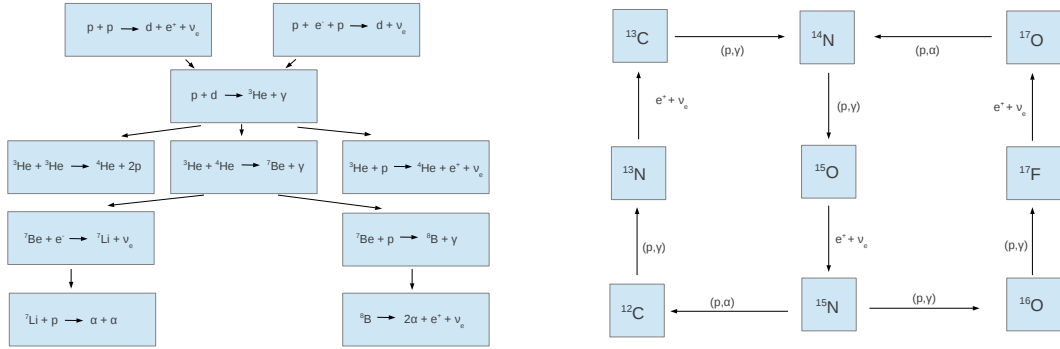 p + p → d + e⁺ + νₑ
p + e⁻ + p → d + νₑ
p + d → ³He + γ
³He + ³He → ⁴He + 2p
³He + ⁴He → ⁷Be + γ
³He + p → ⁴He + e⁺ + νₑ
⁷Be + e⁻ → ⁷Li + νₑ
⁷Be + p → ⁸B + γ
⁷Li + p → α + α
⁸B → 2α + e⁺ + νₑ
¹³C
(p,γ)
¹⁴N
(p,α)
¹⁷O
e⁺ + νₑ
(p,γ)
e⁺ + νₑ
¹³N
¹⁵O
¹⁷F
(p,γ)
e⁺ + νₑ
(p,γ)
¹²C
(p,α)
¹⁵N
(p,γ)
¹⁶O